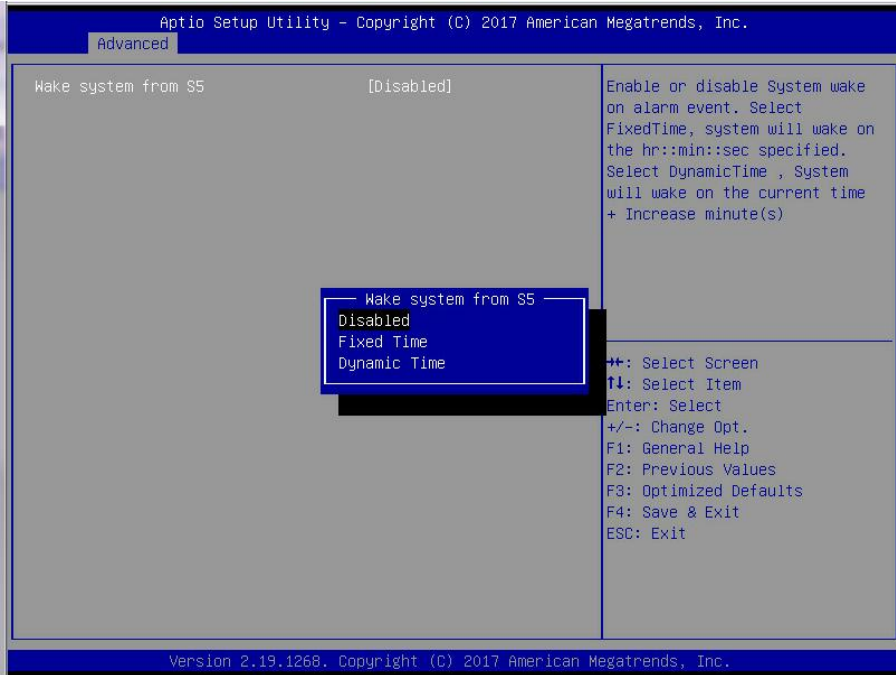 Aptio Setup Utility – Copyright (C) 2017 American Megatrends, Inc.
Advanced
Wake system from S5 [Disabled]
Enable or disable System wake
on alarm event. Select
FixedTime, system will wake on
the hr::min::sec specified.
Select DynamicTime , System
will wake on the current time
+ Increase minute(s)
Wake system from S5
Disabled
Fixed Time
Dynamic Time
→←: Select Screen
↑↓: Select Item
Enter: Select
+/-: Change Opt.
F1: General Help
F2: Previous Values
F3: Optimized Defaults
F4: Save & Exit
ESC: Exit
Version 2.19.1268. Copyright (C) 2017 American Megatrends, Inc.